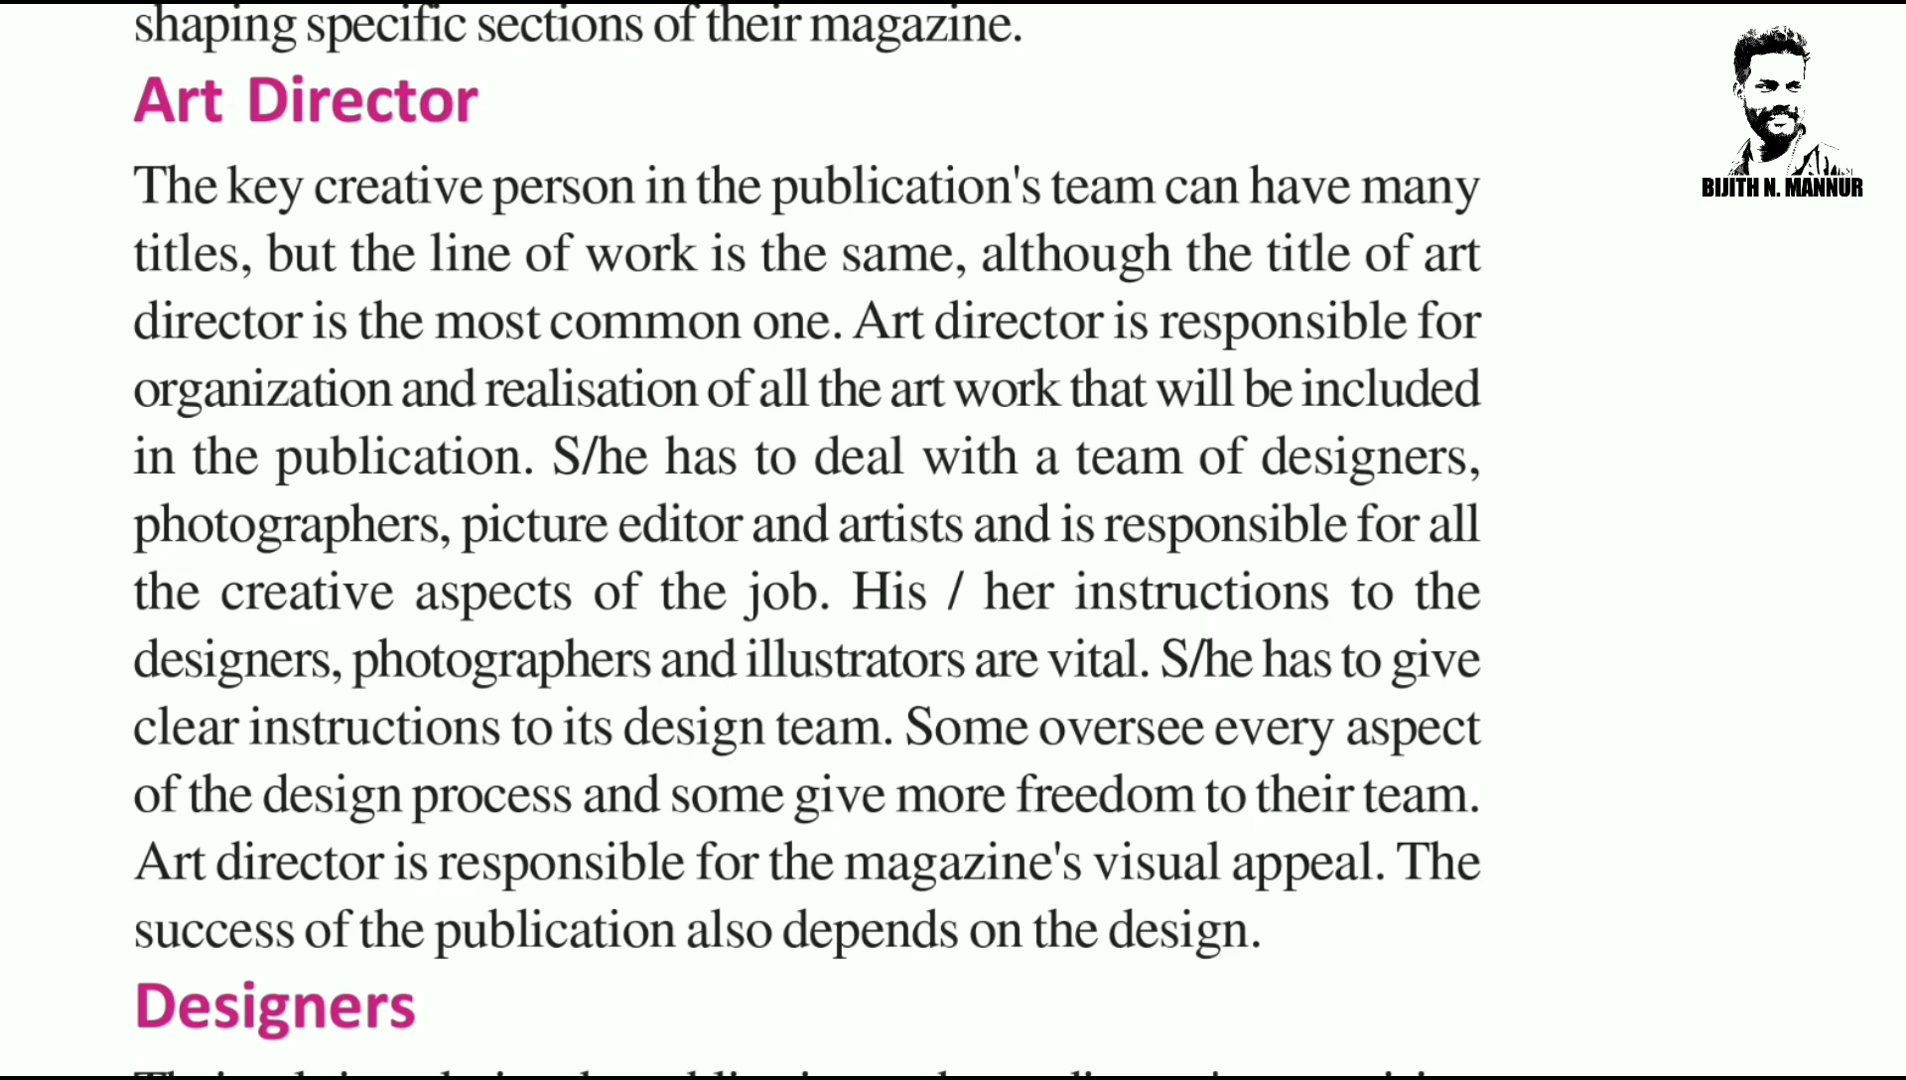 shaping specific sections of their magazine.
Art Director
The key creative person in the publication's team can have many
titles, but the line of work is the same, although the title of art
director is the most common one. Art director is responsible for
organization and realisation of all the art work that will be included
in the publication. S/he has to deal with a team of designers,
photographers, picture editor and artists and is responsible for all
the creative aspects of the job. His / her instructions to the
designers, photographers and illustrators are vital. S/he has to give
clear instructions to its design team. Some oversee every aspect
of the design process and some give more freedom to their team.
Art director is responsible for the magazine's visual appeal. The
success of the publication also depends on the design.
Designers
BIJITH N. MANNUR